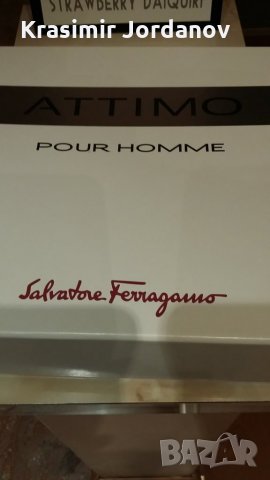 Krasimir Jordanov
STRAWBERRY DAIQUIRI
ATTIMO
POUR HOMME
Salvatore Ferragamo
BAZAR